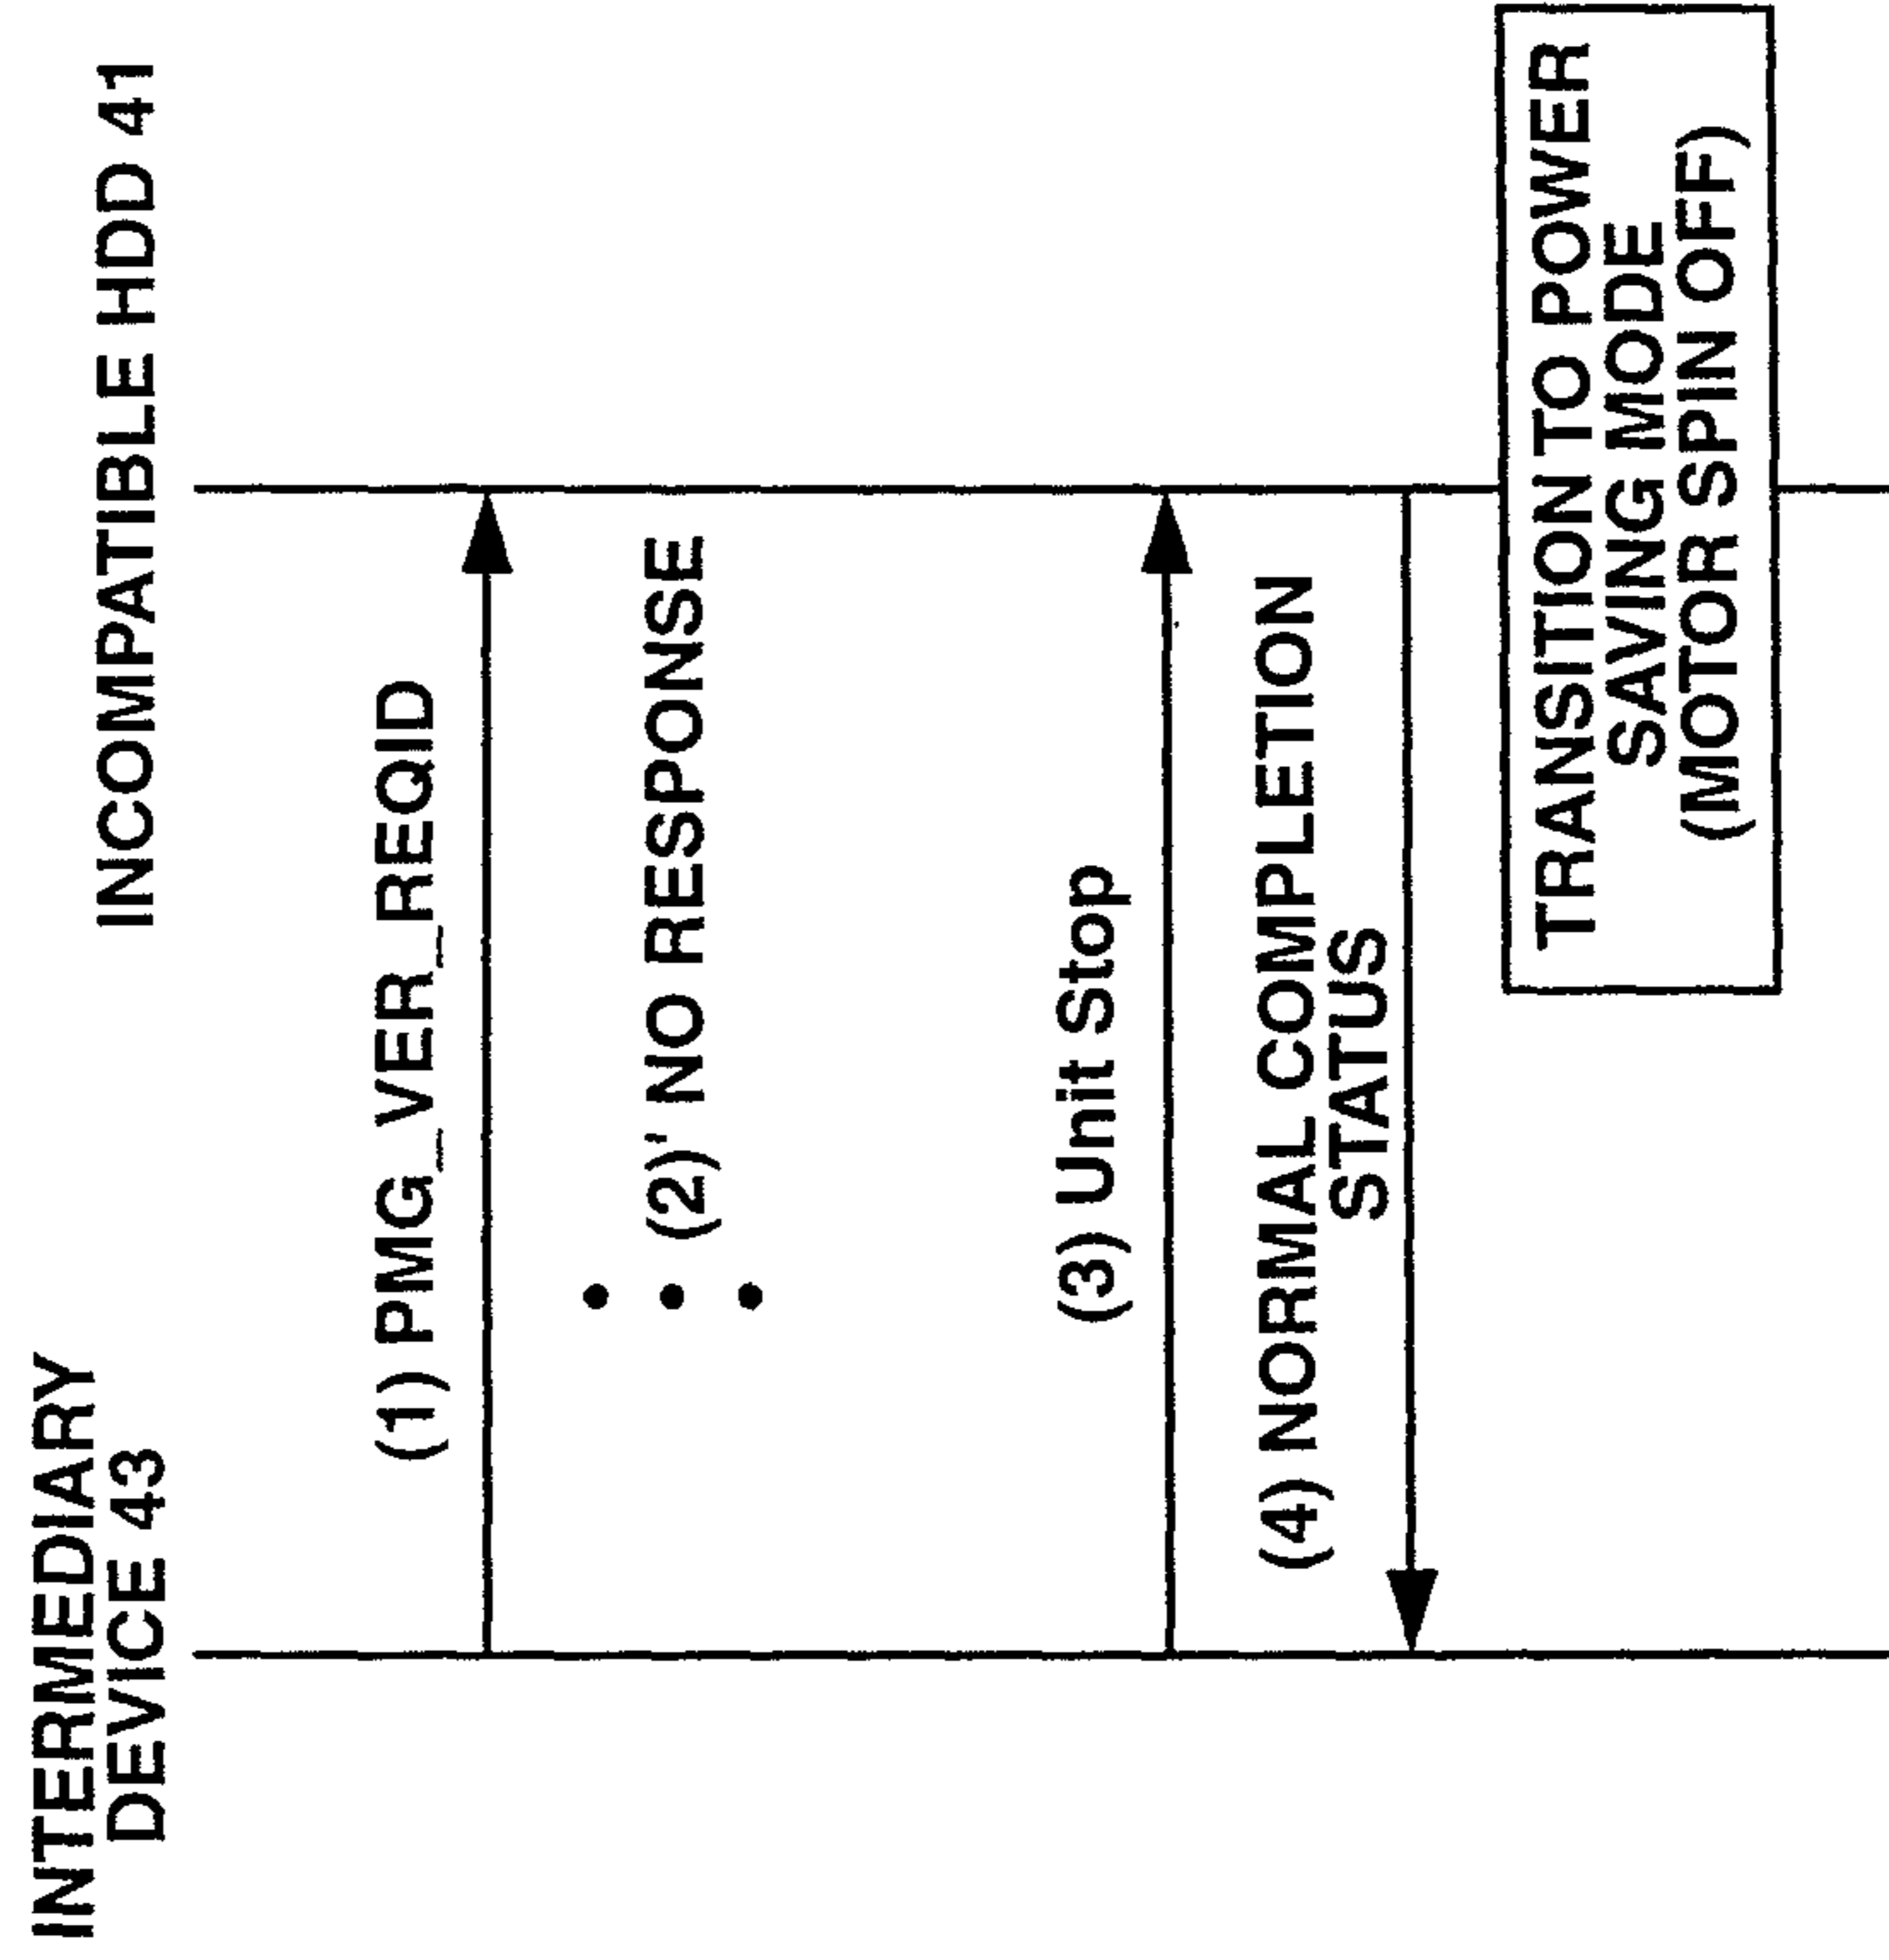 INTERMEDIARY
DEVICE 43
INCOMPATIBLE HDD 41
(1) PMG_VER_REQID
(2)' NO RESPONSE
(3) Unit Stop
(4) NORMAL COMPLETION
STATUS
TRANSITION TO POWER
SAVING MODE
(MOTOR SPIN OFF)